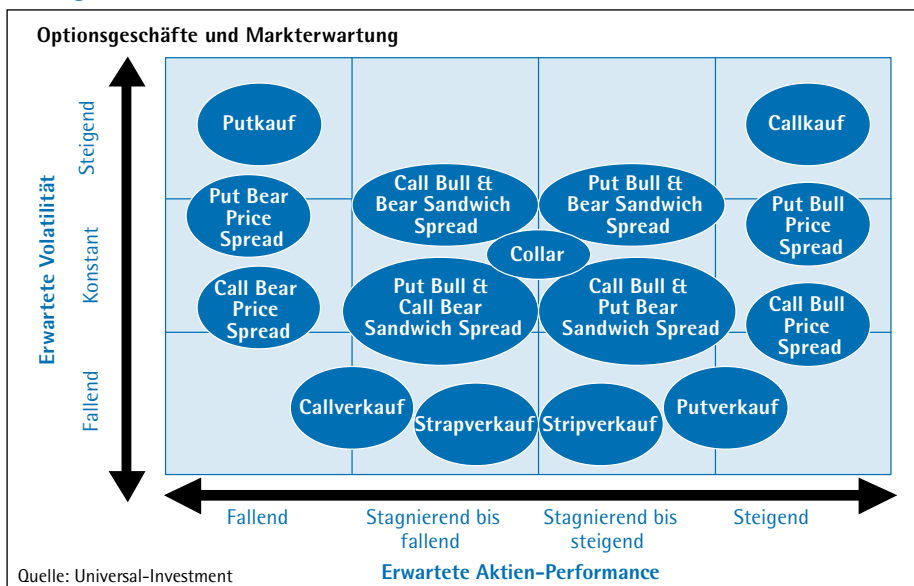 Optionsgeschäfte und Markterwartung
Erwartete Volatilität
Steigend
Konstant
Fallend
Putkauf
Callkauf
Put Bear
Price
Spread
Call Bull &
Bear Sandwich
Spread
Put Bull &
Bear Sandwich
Spread
Put Bull
Price
Spread
Collar
Call Bear
Price
Spread
Put Bull &
Call Bear
Sandwich Spread
Call Bull &
Put Bear
Sandwich Spread
Call Bull
Price
Spread
Callverkauf
Strapverkauf
Stripverkauf
Putverkauf
Fallend
Stagnierend bis
fallend
Stagnierend bis
steigend
Steigend
Erwartete Aktien-Performance
Quelle: Universal-Investment